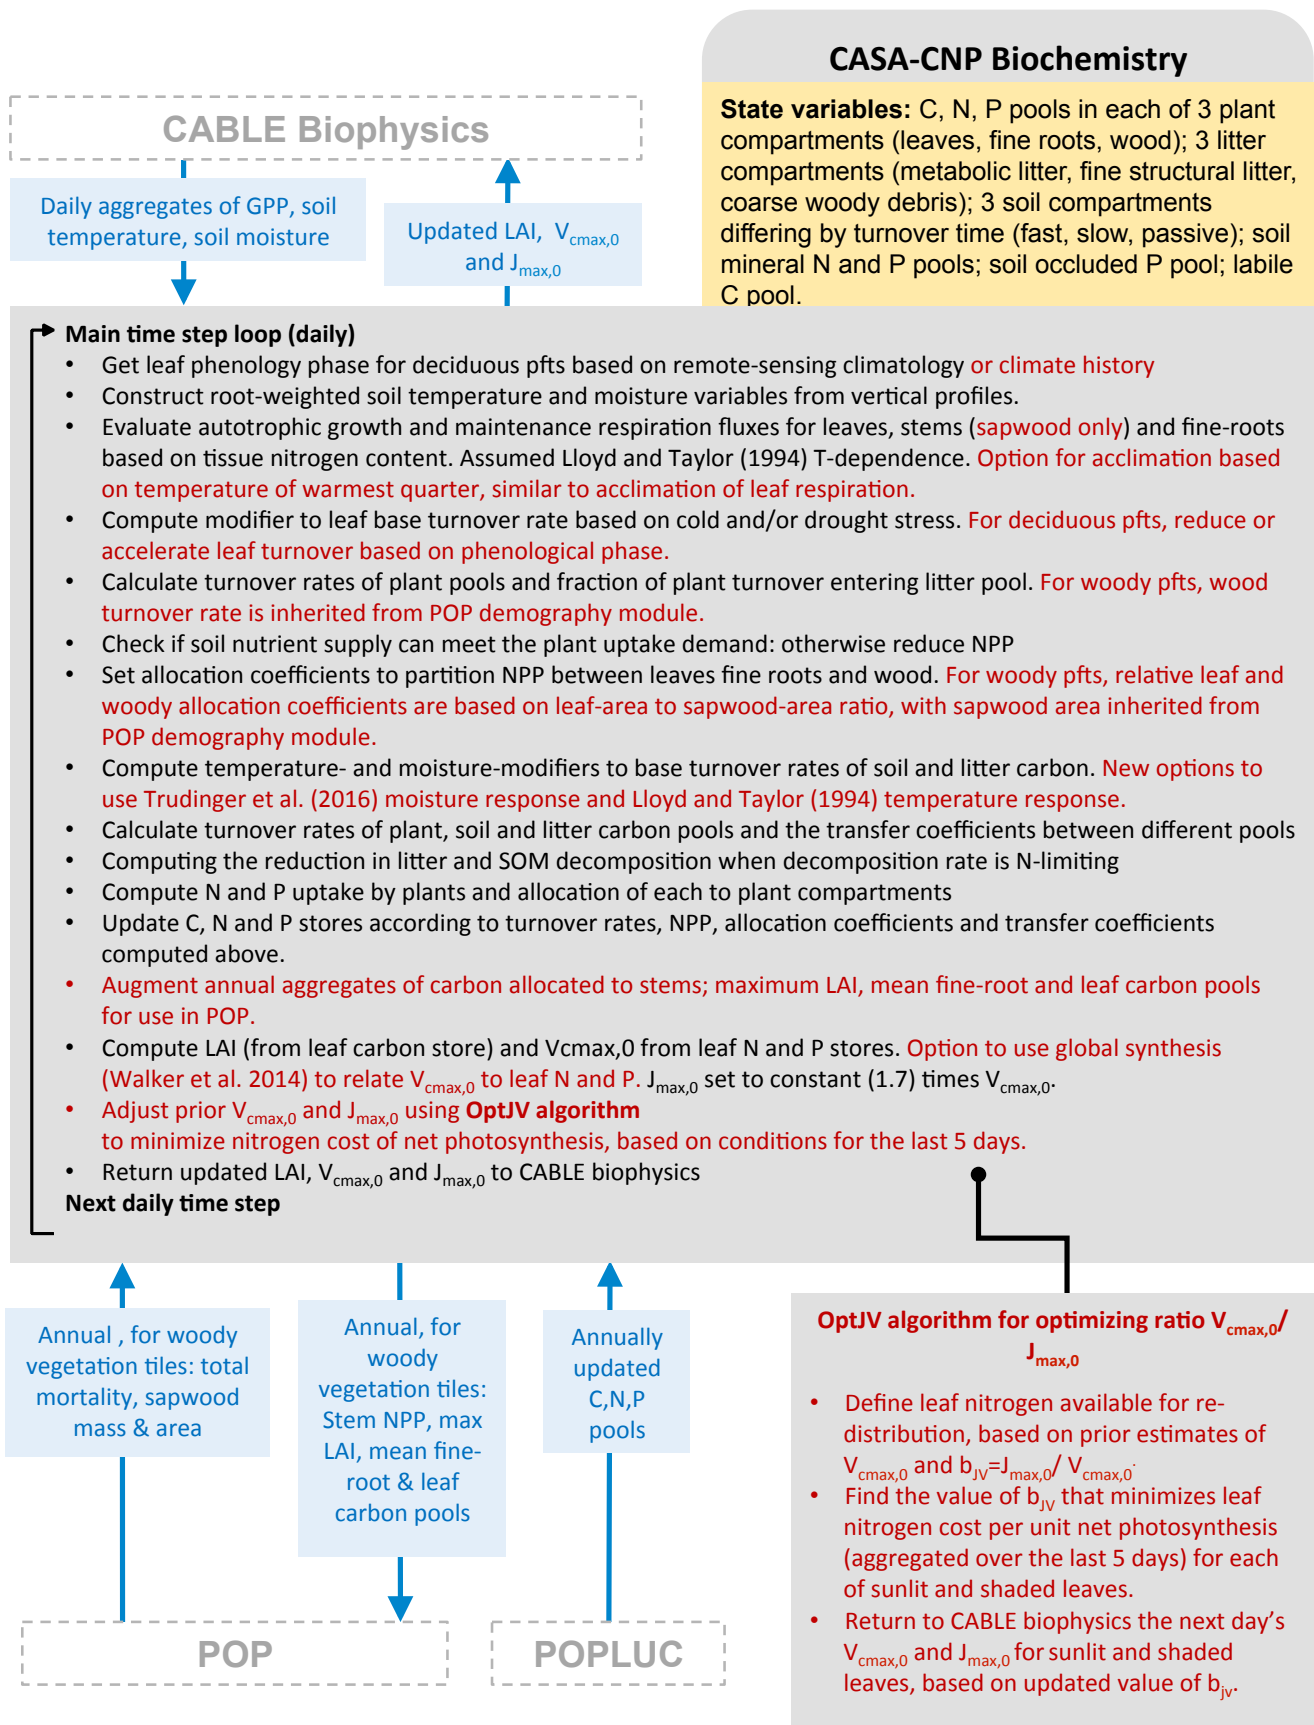 CASA-CNP Biochemistry
State variables: C, N, P pools in each of 3 plant
compartments (leaves, fine roots, wood); 3 litter
compartments (metabolic litter, fine structural litter,
coarse woody debris); 3 soil compartments
differing by turnover time (fast, slow, passive); soil
mineral N and P pools; soil occluded P pool; labile
C pool.
CABLE Biophysics
Daily aggregates of GPP, soil
temperature, soil moisture
Updated LAI, Vcmax,0
and Jmax,0
Main time step loop (daily)
• Get leaf phenology phase for deciduous pfts based on remote-sensing climatology or climate history
• Construct root-weighted soil temperature and moisture variables from vertical profiles.
• Evaluate autotrophic growth and maintenance respiration fluxes for leaves, stems (sapwood only) and fine-roots
based on tissue nitrogen content. Assumed Lloyd and Taylor (1994) T-dependence. Option for acclimation based
on temperature of warmest quarter, similar to acclimation of leaf respiration.
• Compute modifier to leaf base turnover rate based on cold and/or drought stress. For deciduous pfts, reduce or
accelerate leaf turnover based on phenological phase.
• Calculate turnover rates of plant pools and fraction of plant turnover entering litter pool. For woody pfts, wood
turnover rate is inherited from POP demography module.
• Check if soil nutrient supply can meet the plant uptake demand: otherwise reduce NPP
• Set allocation coefficients to partition NPP between leaves fine roots and wood. For woody pfts, relative leaf and
woody allocation coefficients are based on leaf-area to sapwood-area ratio, with sapwood area inherited from
POP demography module.
• Compute temperature- and moisture-modifiers to base turnover rates of soil and litter carbon. New options to
use Trudinger et al. (2016) moisture response and Lloyd and Taylor (1994) temperature response.
• Calculate turnover rates of plant, soil and litter carbon pools and the transfer coefficients between different pools
• Computing the reduction in litter and SOM decomposition when decomposition rate is N-limiting
• Compute N and P uptake by plants and allocation of each to plant compartments
• Update C, N and P stores according to turnover rates, NPP, allocation coefficients and transfer coefficients
computed above.
• Augment annual aggregates of carbon allocated to stems; maximum LAI, mean fine-root and leaf carbon pools
for use in POP.
• Compute LAI (from leaf carbon store) and Vcmax,0 from leaf N and P stores. Option to use global synthesis
(Walker et al. 2014) to relate Vcmax,0 to leaf N and P. Jmax,0 set to constant (1.7) times Vcmax,0.
• Adjust prior Vcmax,0 and Jmax,0 using OptJV algorithm
to minimize nitrogen cost of net photosynthesis, based on conditions for the last 5 days.
• Return updated LAI, Vcmax,0 and Jmax,0 to CABLE biophysics
Next daily time step
Annual , for woody
vegetation tiles: total
mortality, sapwood
mass & area
Annual, for
woody
vegetation tiles:
Stem NPP, max
LAI, mean fine-
root & leaf
carbon pools
Annually
updated
C,N,P
pools
POP
POPLUC
OptJV algorithm for optimizing ratio Vcmax,0/
Jmax,0
• Define leaf nitrogen available for re-
distribution, based on prior estimates of
Vcmax,0 and bJV=Jmax,0/ Vcmax,0.
• Find the value of bJV that minimizes leaf
nitrogen cost per unit net photosynthesis
(aggregated over the last 5 days) for each
of sunlit and shaded leaves.
• Return to CABLE biophysics the next day's
Vcmax,0 and Jmax,0 for sunlit and shaded
leaves, based on updated value of bjv.